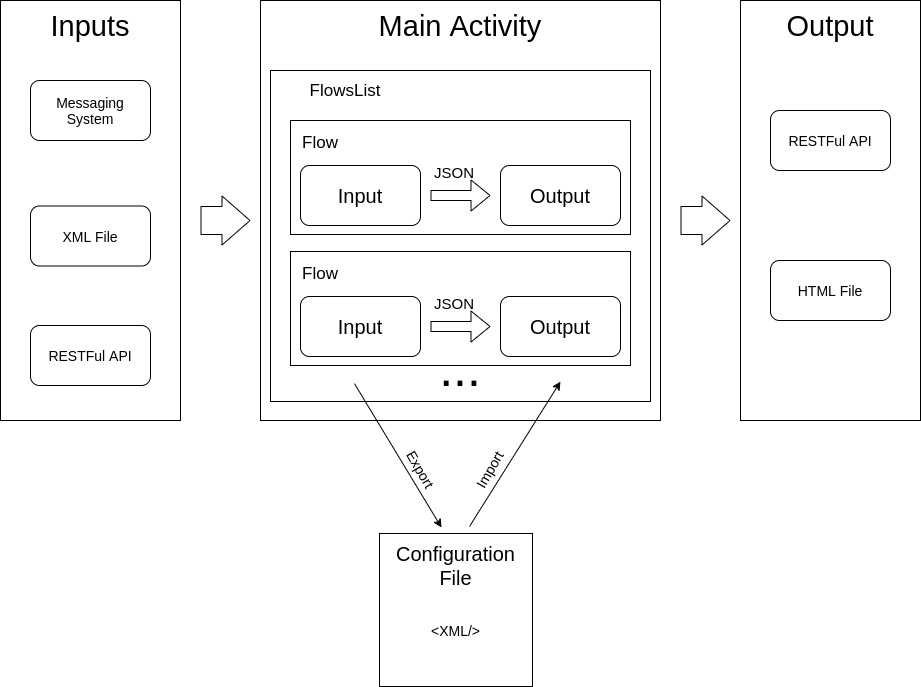 Inputs
Messaging
System
XML File
RESTFul API
Main Activity
FlowsList
Flow
Input
JSON
Output
Flow
Input
JSON
Output
...
Output
RESTFul API
HTML File
Export
Import
Configuration
File
<XML/>